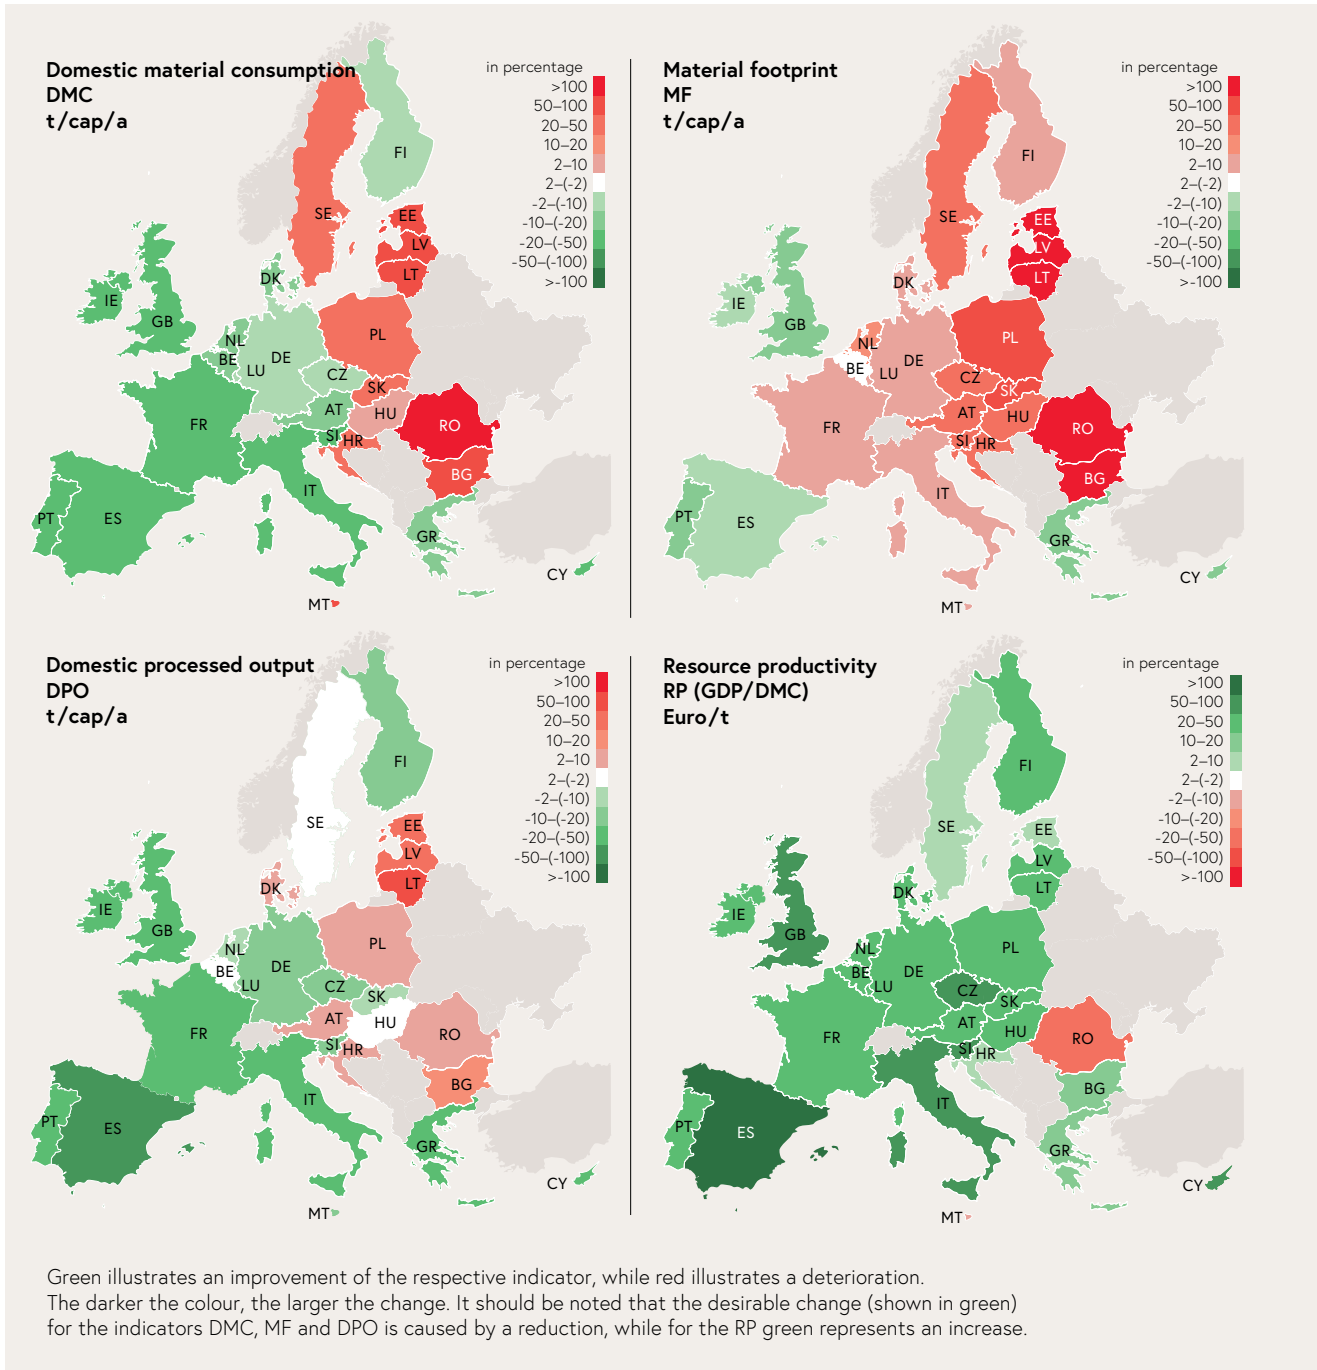 Domestic material consumption
DMC
t/cap/a
in percentage
>100
50–100
20–50
10–20
2–10
2–(-2)
-2–(-10)
-10–(-20)
-20–(-50)
-50–(-100)
>-100
FI
SE
EE
LV
LT
DK
IE
GB
NL
BE
LU
DE
PL
CZ
SK
AT
HU
FR
SI
HR
RO
BG
IT
PT
ES
GR
CY
MT
Material footprint
MF
t/cap/a
in percentage
>100
50–100
20–50
10–20
2–10
2–(-2)
-2–(-10)
-10–(-20)
-20–(-50)
-50–(-100)
>-100
FI
SE
EE
LV
LT
DK
IE
GB
NL
BE
LU
DE
PL
CZ
SK
AT
HU
FR
SI
HR
RO
BG
IT
PT
ES
GR
CY
MT
Domestic processed output
DPO
t/cap/a
in percentage
>100
50–100
20–50
10–20
2–10
2–(-2)
-2–(-10)
-10–(-20)
-20–(-50)
-50–(-100)
>-100
FI
SE
EE
LV
LT
DK
IE
GB
NL
BE
LU
DE
PL
CZ
SK
AT
HU
FR
SI
HR
RO
BG
IT
PT
ES
GR
CY
MT
Resource productivity
RP (GDP/DMC)
Euro/t
in percentage
>100
50–100
20–50
10–20
2–10
2–(-2)
-2–(-10)
-10–(-20)
-20–(-50)
-50–(-100)
>-100
FI
SE
EE
LV
LT
DK
IE
GB
NL
BE
LU
DE
PL
CZ
SK
AT
HU
FR
SI
HR
RO
BG
IT
PT
ES
GR
CY
MT
Green illustrates an improvement of the respective indicator, while red illustrates a deterioration.
The darker the colour, the larger the change. It should be noted that the desirable change (shown in green)
for the indicators DMC, MF and DPO is caused by a reduction, while for the RP green represents an increase.